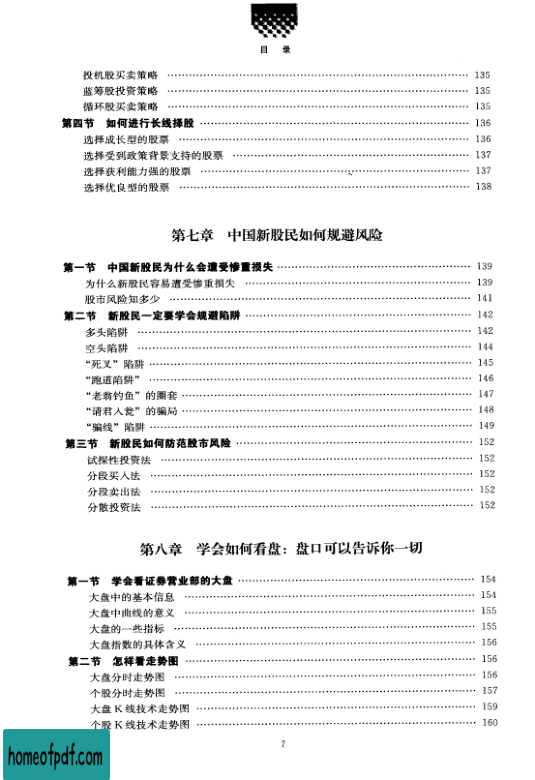 目 录
投机股买卖策略 …… 135
蓝筹股投资策略 …… 135
循环股买卖策略 …… 135
第四节 如何进行长线择股 …… 136
选择成长型的股票 …… 136
选择受到政策背景支持的股票 …… 137
选择获利能力强的股票 …… 137
选择优良型的股票 …… 138
第七章 中国新股民如何规避风险
第一节 中国新股民为什么会遭受惨重损失 …… 139
为什么新股民容易遭受惨重损失 …… 139
股市风险知多少 …… 141
第二节 新股民一定要学会规避陷阱 …… 142
多头陷阱 …… 142
空头陷阱 …… 144
“死叉”陷阱 …… 145
“跑道陷阱” …… 146
“老翁钓鱼”的圈套 …… 147
“请君入瓮”的骗局 …… 148
“骗线”陷阱 …… 149
第三节 新股民如何防范股市风险 …… 152
试探性投资法 …… 152
分段买入法 …… 152
分段卖出法 …… 152
分散投资法 …… 152
第八章 学会如何看盘：盘口可以告诉你一切
第一节 学会看证券营业部的大盘 …… 154
大盘中的基本信息 …… 154
大盘中曲线的意义 …… 155
大盘的一些指标 …… 155
大盘指数的具体含义 …… 156
第二节 怎样看走势图 …… 156
大盘分时走势图 …… 156
个股分时走势图 …… 157
大盘 K 线技术走势图 …… 159
个股 K 线技术走势图 …… 160
7
homeofpdf.com